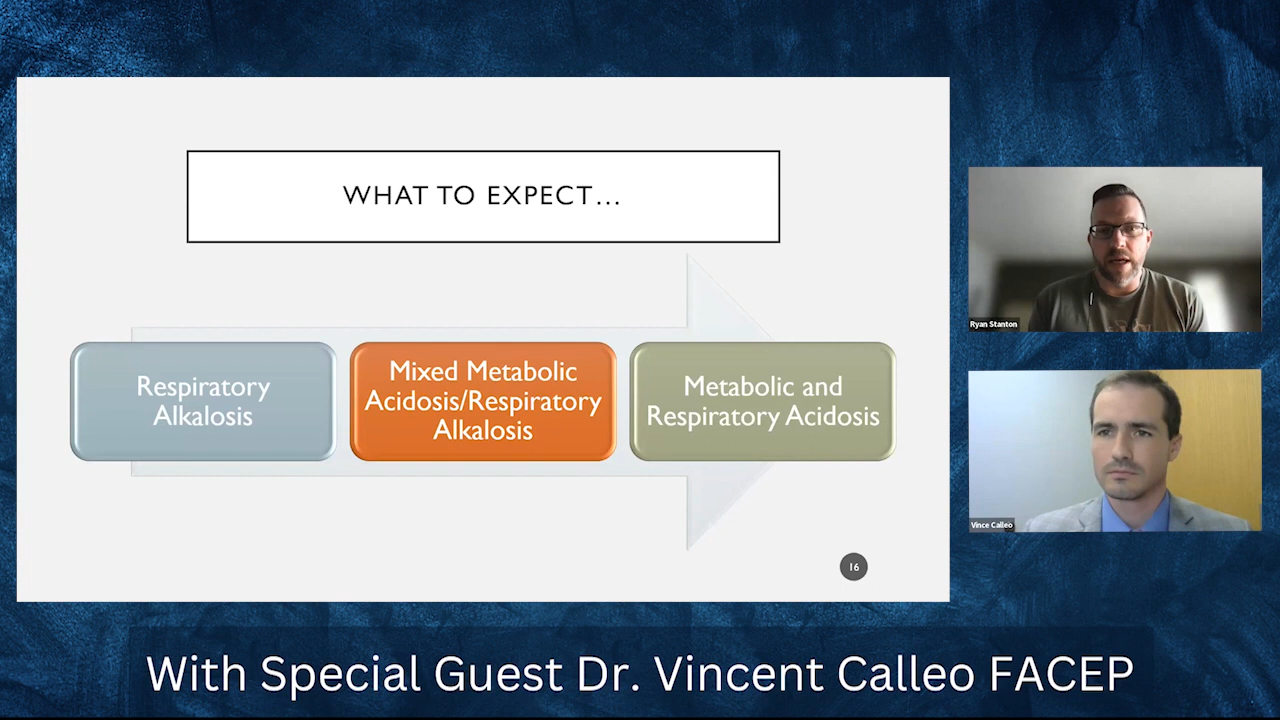 WHAT TO EXPECT...
Respiratory
Alkalosis
Mixed Metabolic
Acidosis/Respiratory
Alkalosis
Metabolic and
Respiratory Acidosis
16
Ryan Stanton
Vince Calleo
With Special Guest Dr. Vincent Calleo FACEP